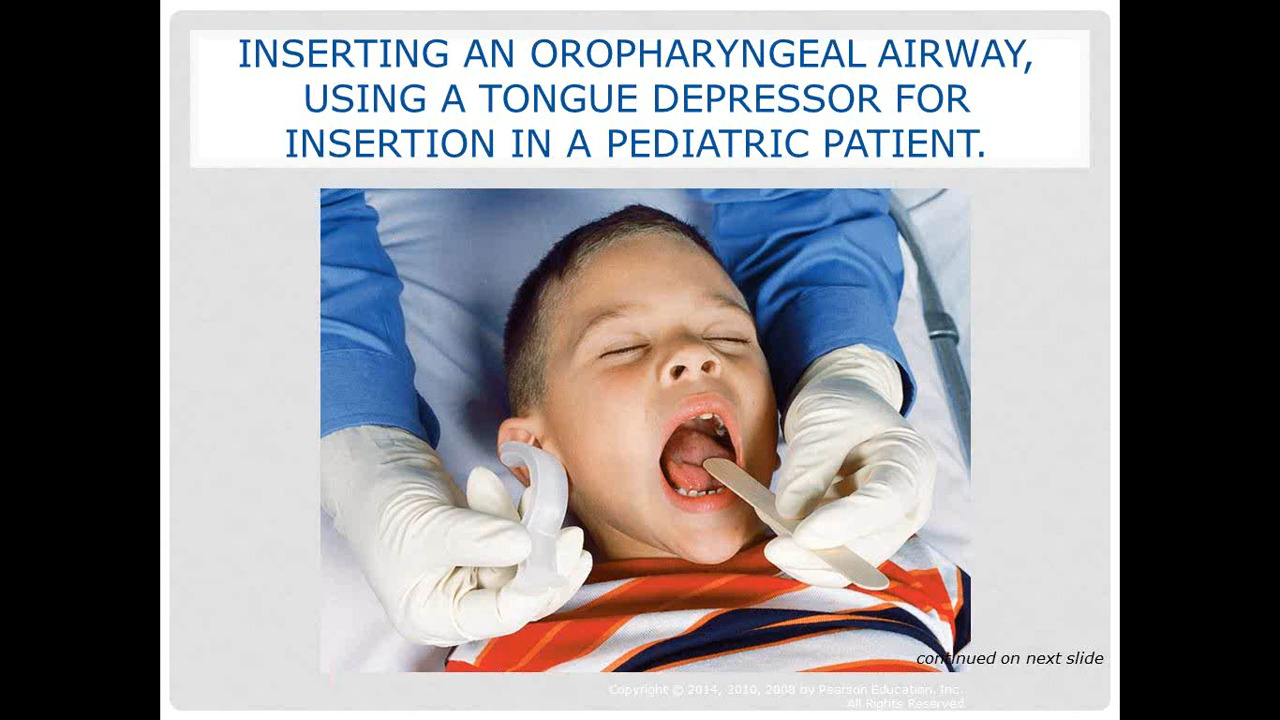 INSERTING AN OROPHARYNGEAL AIRWAY,
USING A TONGUE DEPRESSOR FOR
INSERTION IN A PEDIATRIC PATIENT.
continued on next slide
Copyright © 2014, 2010, 2008 by Pearson Education, Inc.
All Rights Reserved